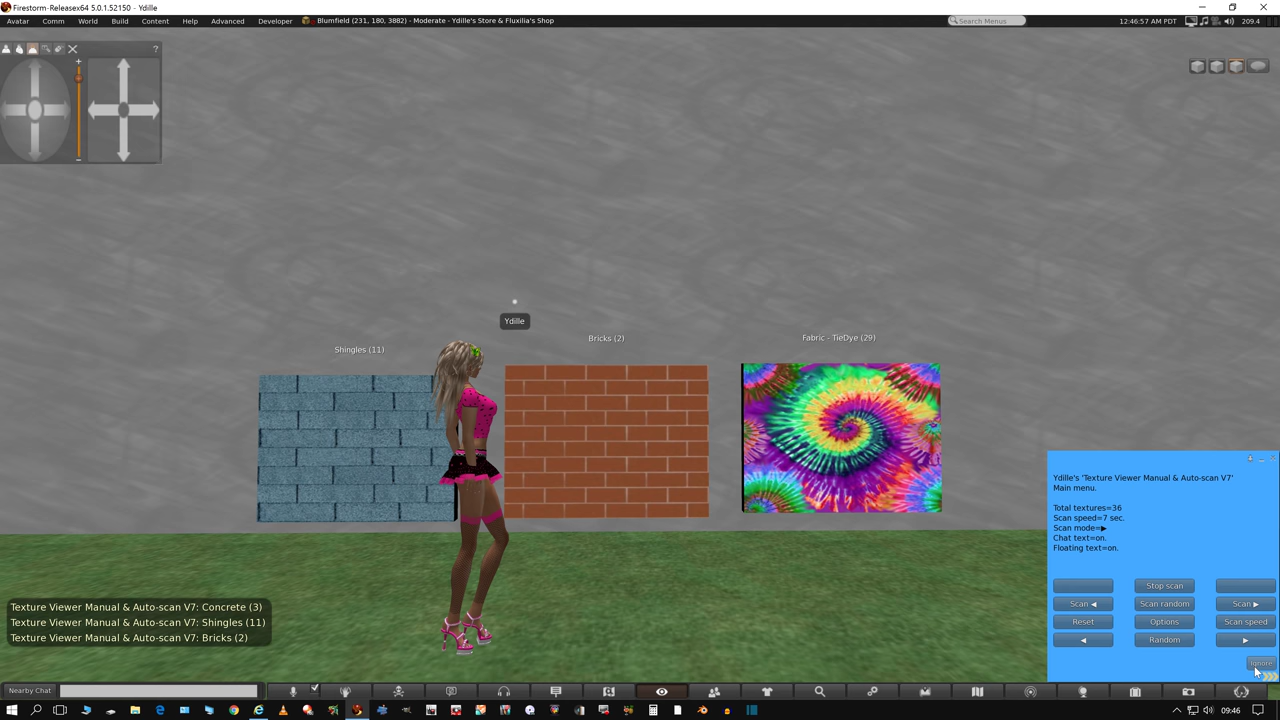 Firestorm-Releasex64 5.0.1.52150 - Ydille
Avatar Comm World Build Content Help Advanced Developer Blumfield (231, 180, 3882) - Moderate - Ydille's Store & Fluxilia's Shop Search Menus 12:46:57 AM PDT 209.4
?
+
Ydille
Shingles (11)
Bricks (2)
Fabric - TieDye (29)
Ydille's 'Texture Viewer Manual & Auto-scan V7'
Main menu.
Total textures=36
Scan speed=7 sec.
Scan mode=▶
Chat text=on.
Floating text=on.
Stop scan
Scan ◀ Scan random Scan ▶
Reset Options Scan speed
◀ Random ▶
Ignore
Texture Viewer Manual & Auto-scan V7: Concrete (3)
Texture Viewer Manual & Auto-scan V7: Shingles (11)
Texture Viewer Manual & Auto-scan V7: Bricks (2)
Nearby Chat
09:46